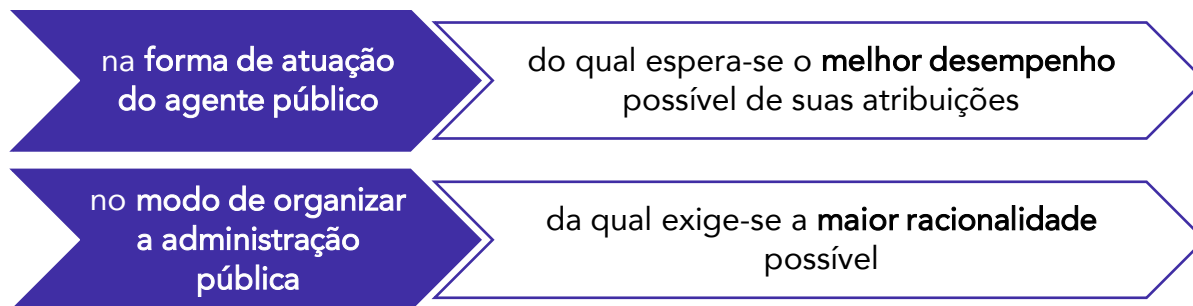 na forma de atuação
do agente público
do qual espera-se o melhor desempenho
possível de suas atribuições
no modo de organizar
a administração
pública
da qual exige-se a maior racionalidade
possível